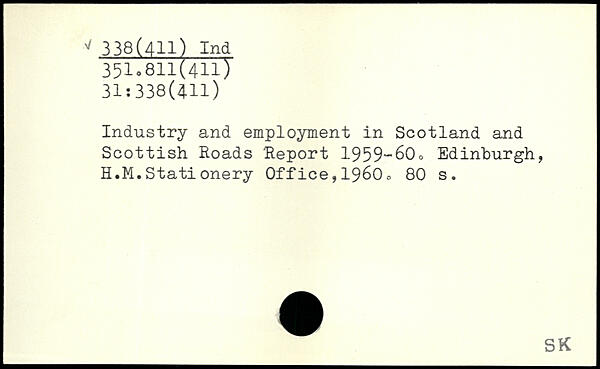 √ 338(411) Ind
351.811(411)
31:338(411)
Industry and employment in Scotland and
Scottish Roads Report 1959-60. Edinburgh,
H.M.Stationery Office,1960. 80 s.
SK